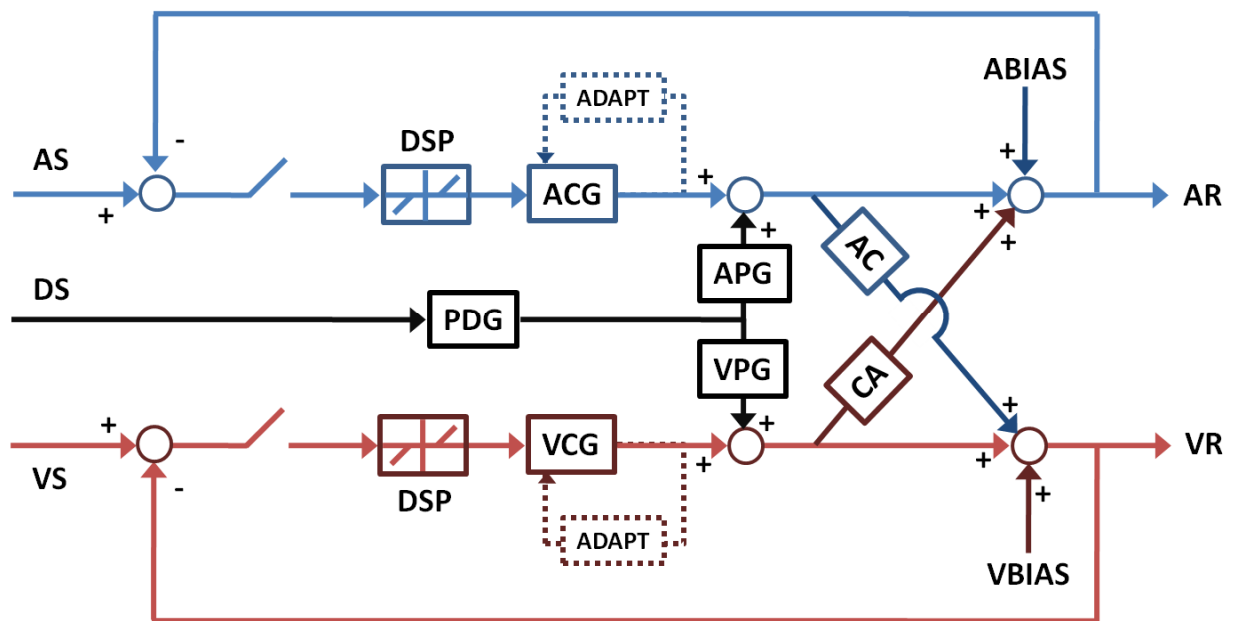 ABIAS
ADAPT
DSP
-
AS
+
ACG
+
+
AR
+
+
+
+
AC
APG
DS
PDG
VPG
CA
+
+
+
VCG
VR
VS
-
DSP
+
+
+
ADAPT
VBIAS